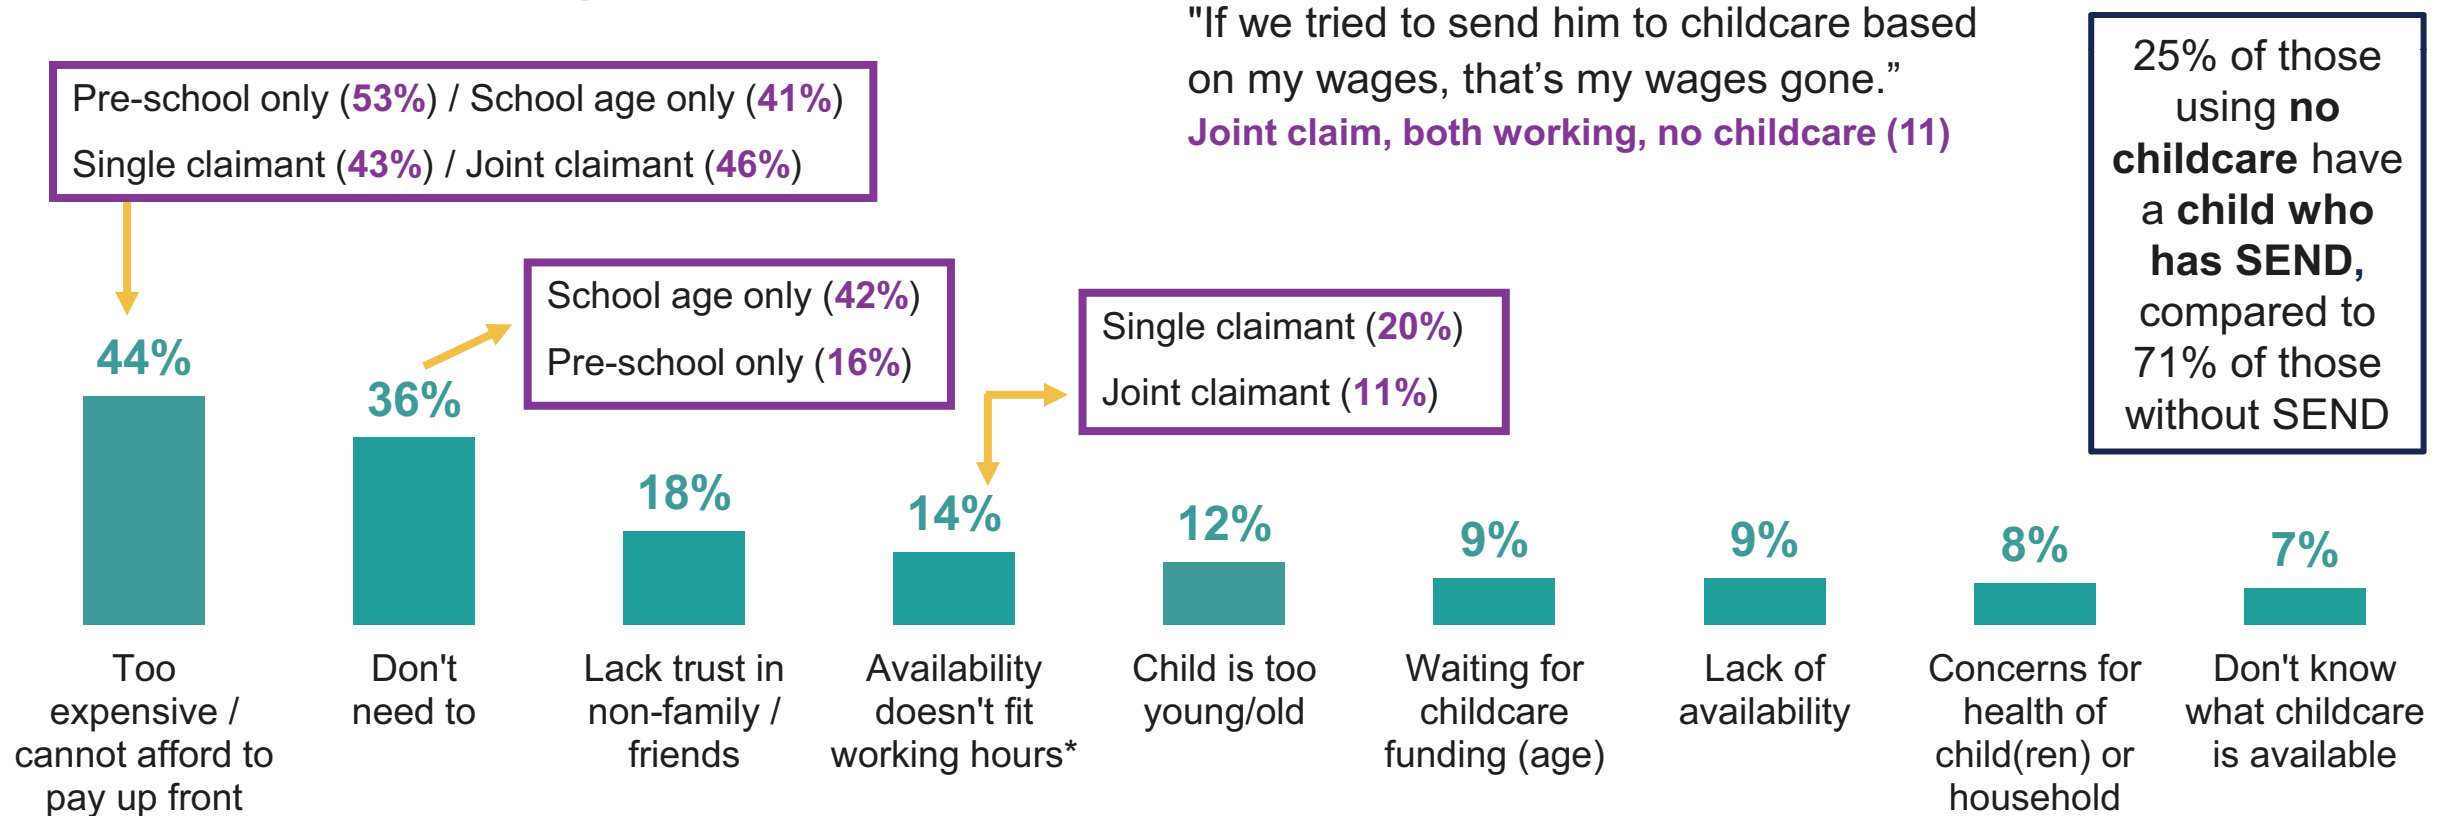 "If we tried to send him to childcare based
on my wages, that’s my wages gone.”
Joint claim, both working, no childcare (11)
25% of those
using no
childcare have
a child who
has SEND,
compared to
71% of those
without SEND
Pre-school only (53%) / School age only (41%)
Single claimant (43%) / Joint claimant (46%)
School age only (42%)
Pre-school only (16%)
Single claimant (20%)
Joint claimant (11%)
44%
36%
18%
14%
12%
9%
9%
8%
7%
Too
expensive /
cannot afford to
pay up front
Don't
need to
Lack trust in
non-family /
friends
Availability
doesn't fit
working hours*
Child is too
young/old
Waiting for
childcare
funding (age)
Lack of
availability
Concerns for
health of
child(ren) or
household
Don't know
what childcare
is available